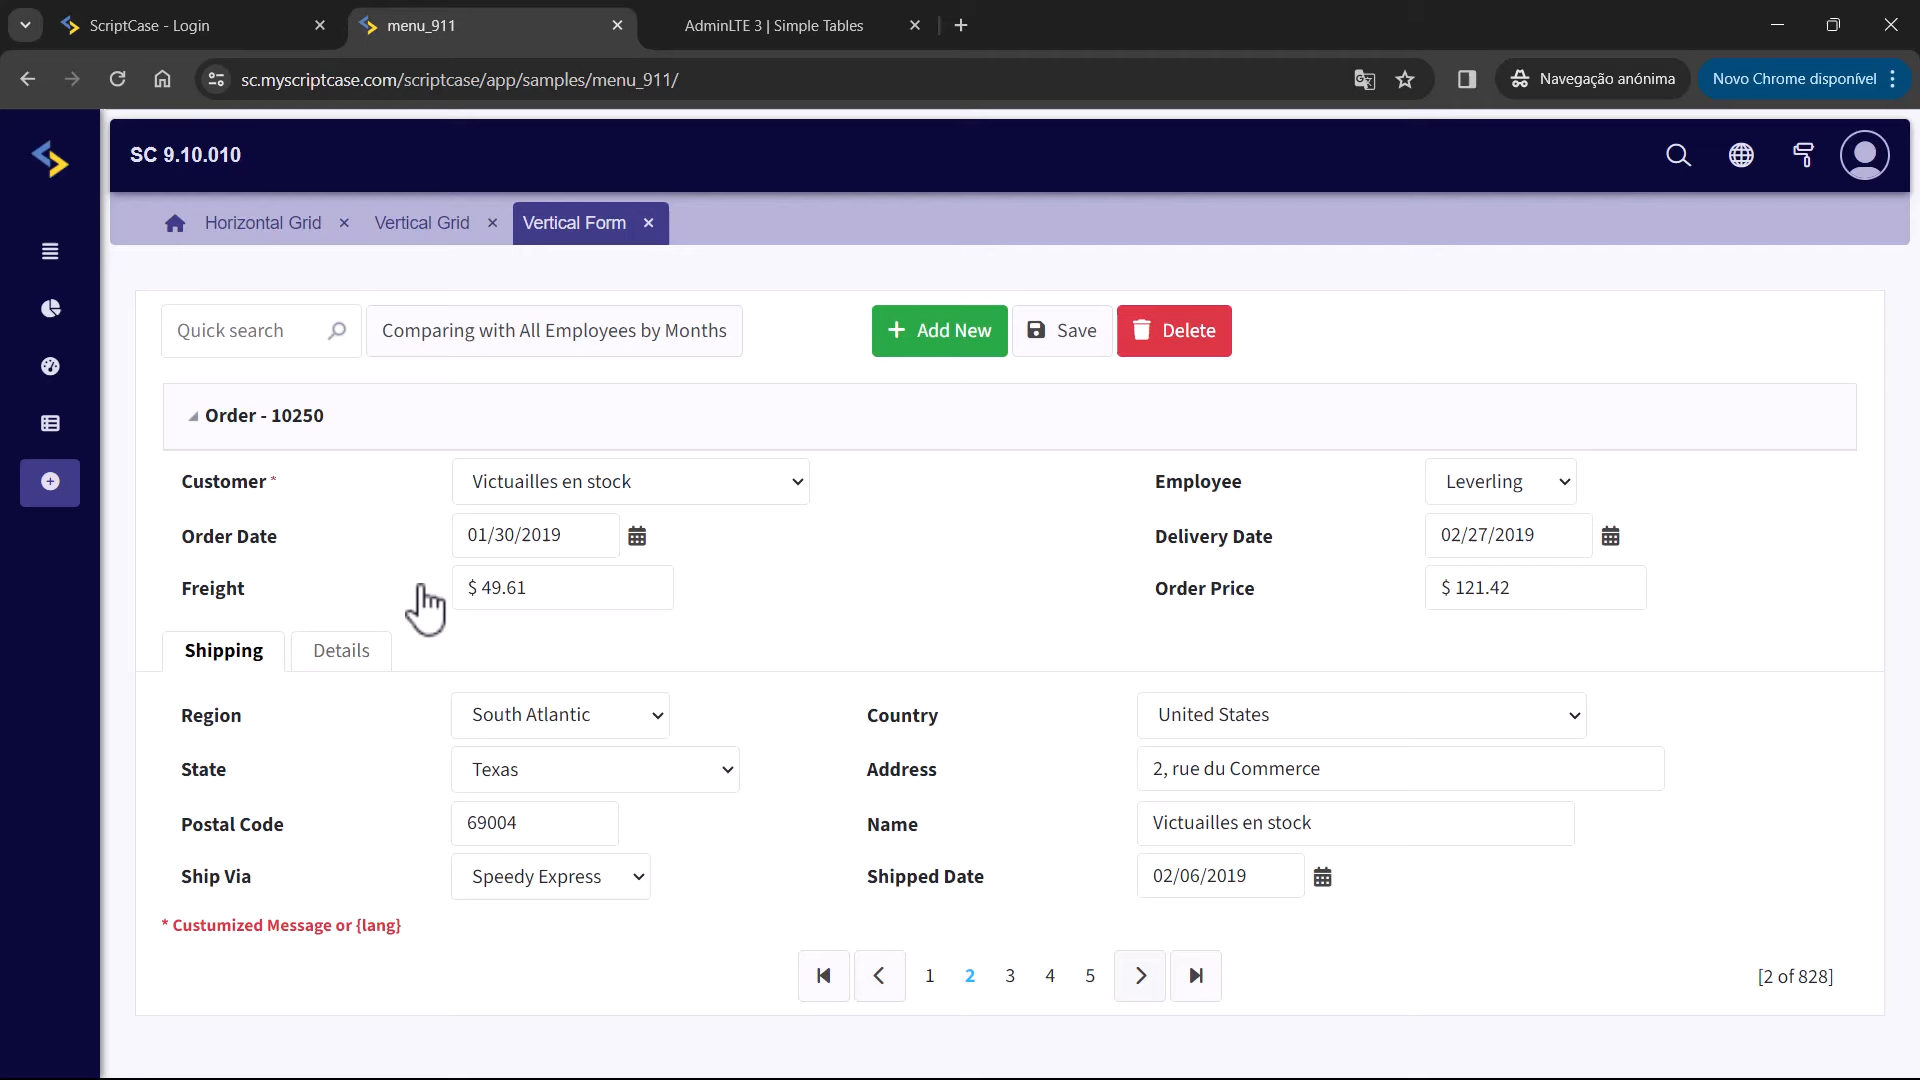 ScriptCase - Login
menu_911
AdminLTE 3 | Simple Tables
sc.myscriptcase.com/scriptcase/app/samples/menu_911/
Navegação anónima
Novo Chrome disponível
SC 9.10.010
Horizontal Grid
Vertical Grid
Vertical Form
Quick search
Comparing with All Employees by Months
Add New
Save
Delete
Order - 10250
Customer * Victuailles en stock
Employee Leverling
Order Date 01/30/2019
Delivery Date 02/27/2019
Freight $ 49.61
Order Price $ 121.42
Shipping
Details
Region South Atlantic
Country United States
State Texas
Address 2, rue du Commerce
Postal Code 69004
Name Victuailles en stock
Ship Via Speedy Express
Shipped Date 02/06/2019
* Custumized Message or {lang}
1 2 3 4 5
[2 of 828]